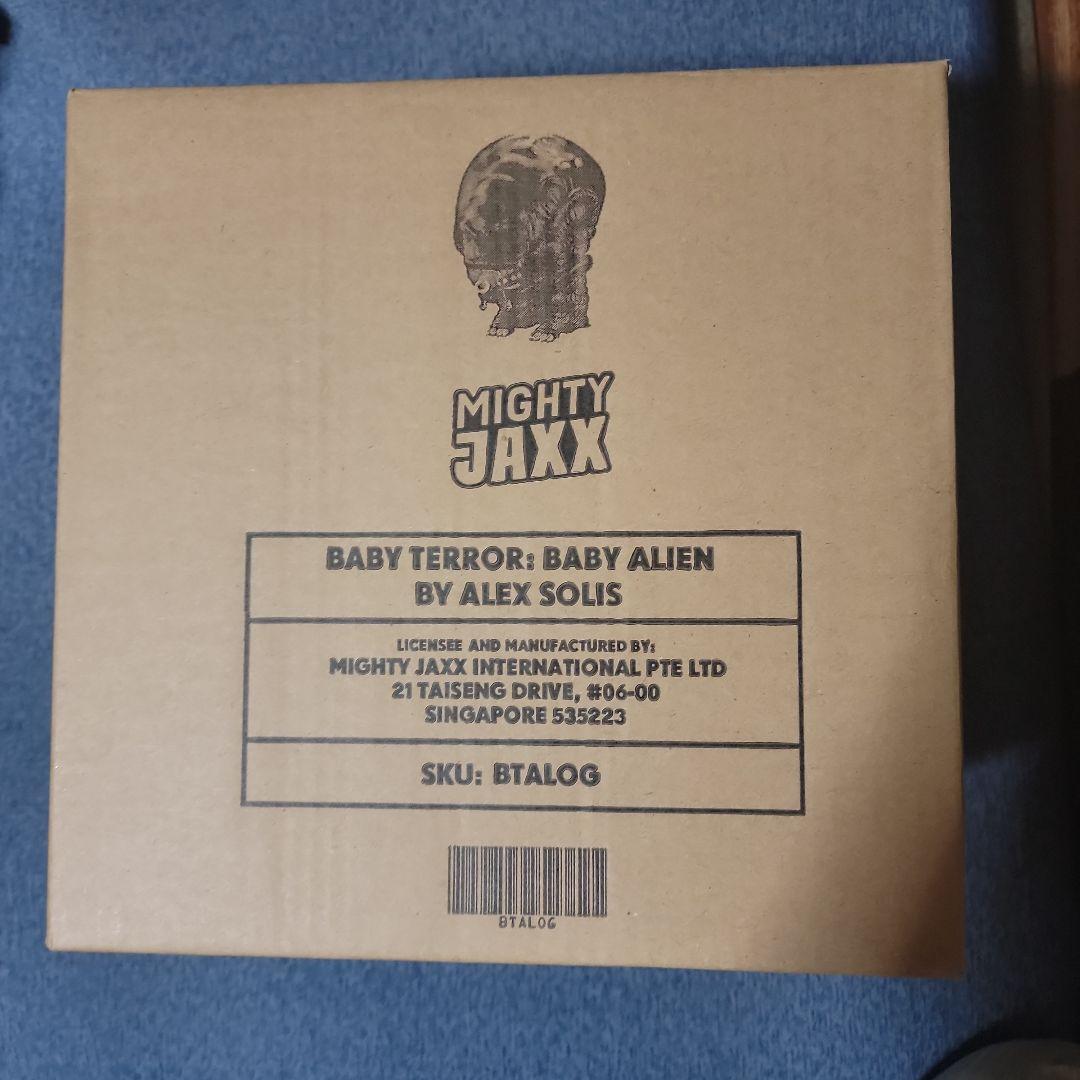 MIGHTY
JAXX
BABY TERROR: BABY ALIEN
BY ALEX SOLIS
LICENSEE AND MANUFACTURED BY:
MIGHTY JAXX INTERNATIONAL PTE LTD
21 TAISENG DRIVE, #06-00
SINGAPORE 535223
SKU: BTALOG
BTALOG